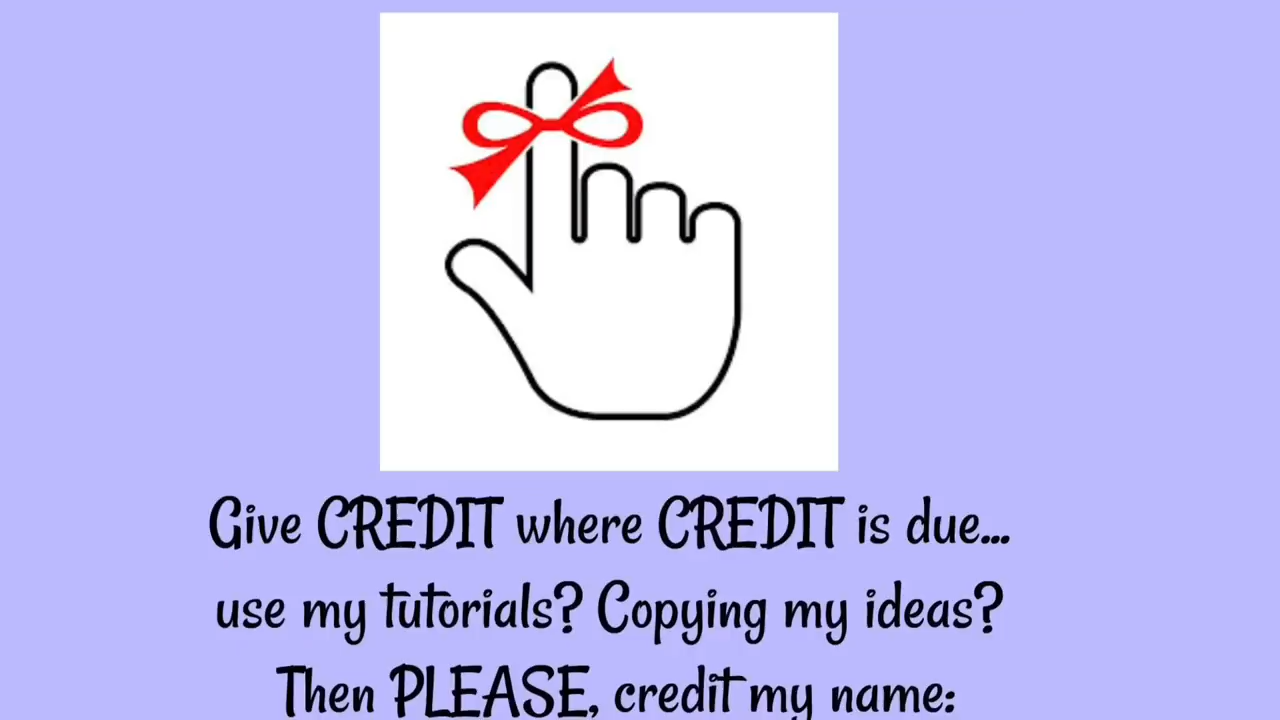 Give CREDIT where CREDIT is due...
use my tutorials? Copying my ideas?
Then PLEASE, credit my name: